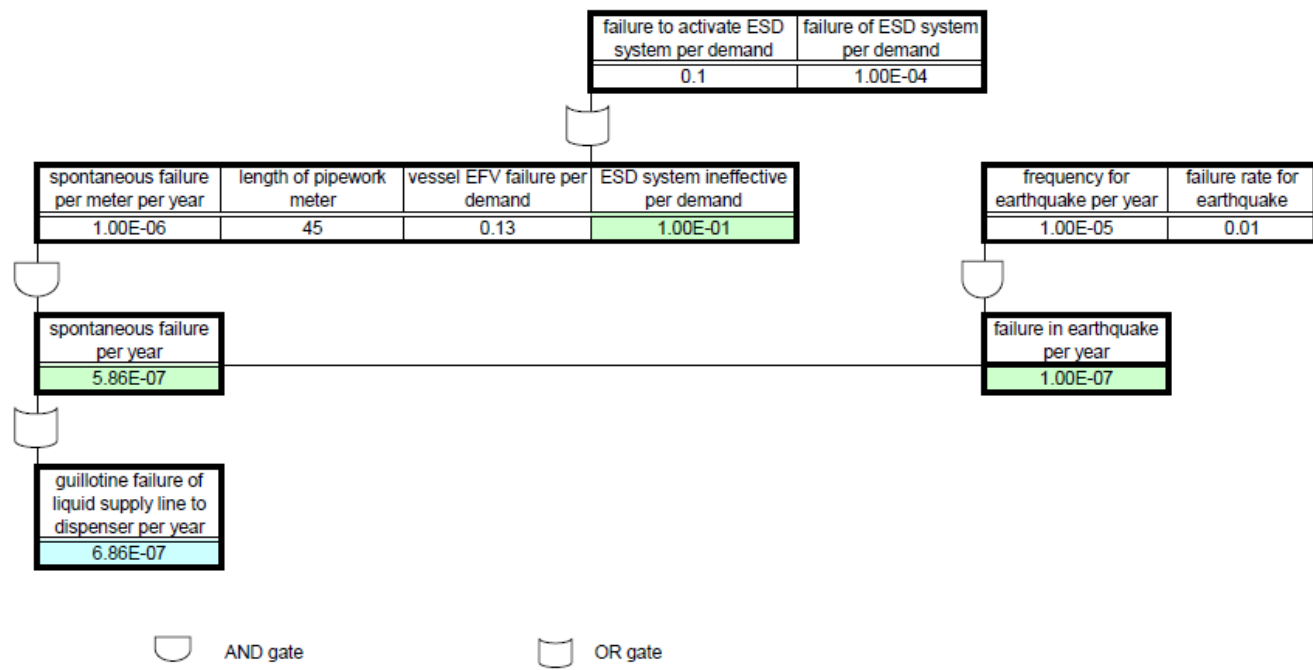 failure to activate ESD system per demand
failure of ESD system per demand
0.1
1.00E-04
spontaneous failure per meter per year
length of pipework meter
vessel EFV failure per demand
ESD system ineffective per demand
frequency for earthquake per year
failure rate for earthquake
1.00E-06
45
0.13
1.00E-01
1.00E-05
0.01
spontaneous failure per year
failure in earthquake per year
5.86E-07
1.00E-07
guillotine failure of liquid supply line to dispenser per year
6.86E-07
AND gate
OR gate